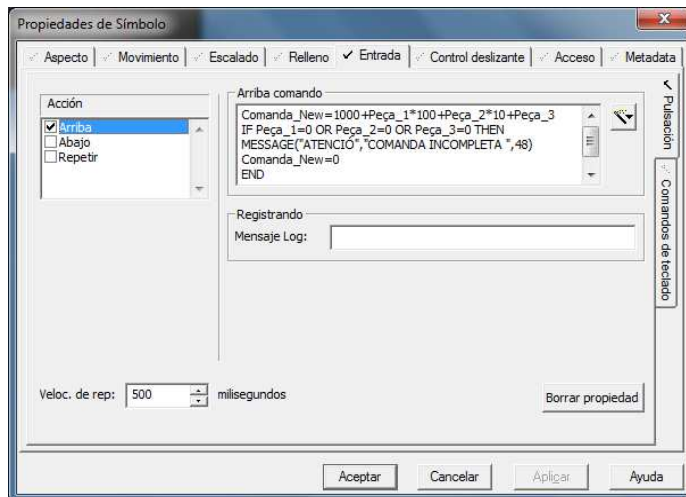 Propiedades de Símbolo
Aspecto Movimiento Escalado Relleno Entrada Control deslizante Acceso Metadata
Acción
Arriba
Abajo
Repetir
Arriba comando
Comanda_New=1000+Peça_1*100+Peça_2*10+Peça_3
IF Peça_1=0 OR Peça_2=0 OR Peça_3=0 THEN
MESSAGE("ATENCIÓ","COMANDA INCOMPLETA ",48)
Comanda_New=0
END
Registrando
Mensaje Log:
Veloc. de rep: 500 milisegundos
Borrar propiedad
Pulsación
Comandos de teclado
Aceptar Cancelar Aplicar Ayuda